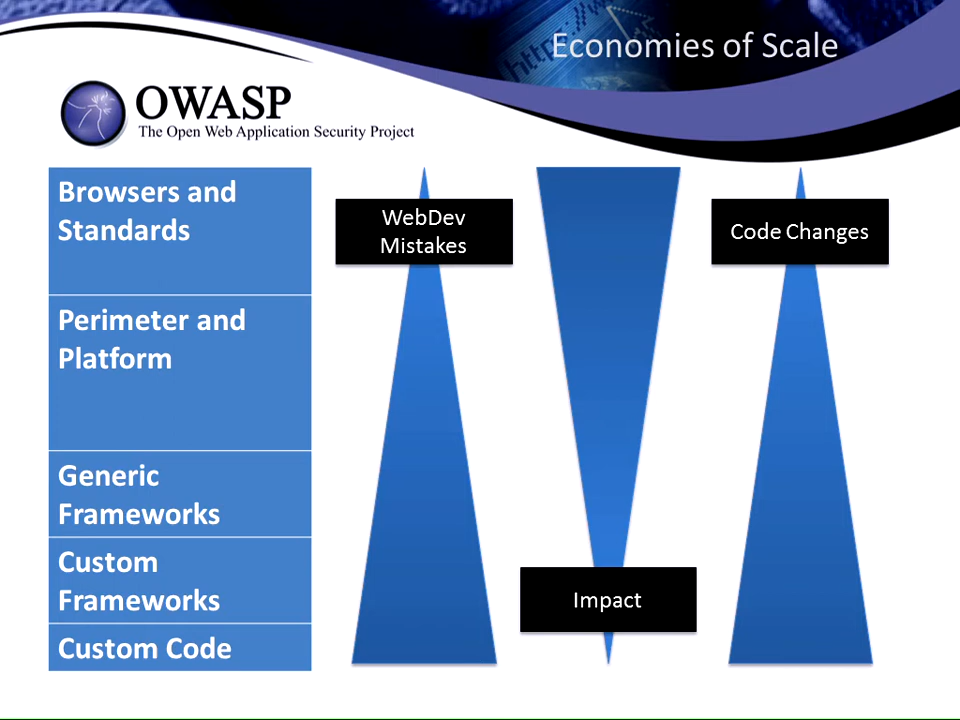 Economies of Scale
OWASP
The Open Web Application Security Project
Browsers and
Standards
Perimeter and
Platform
Generic
Frameworks
Custom
Frameworks
Custom Code
WebDev
Mistakes
Impact
Code Changes
http